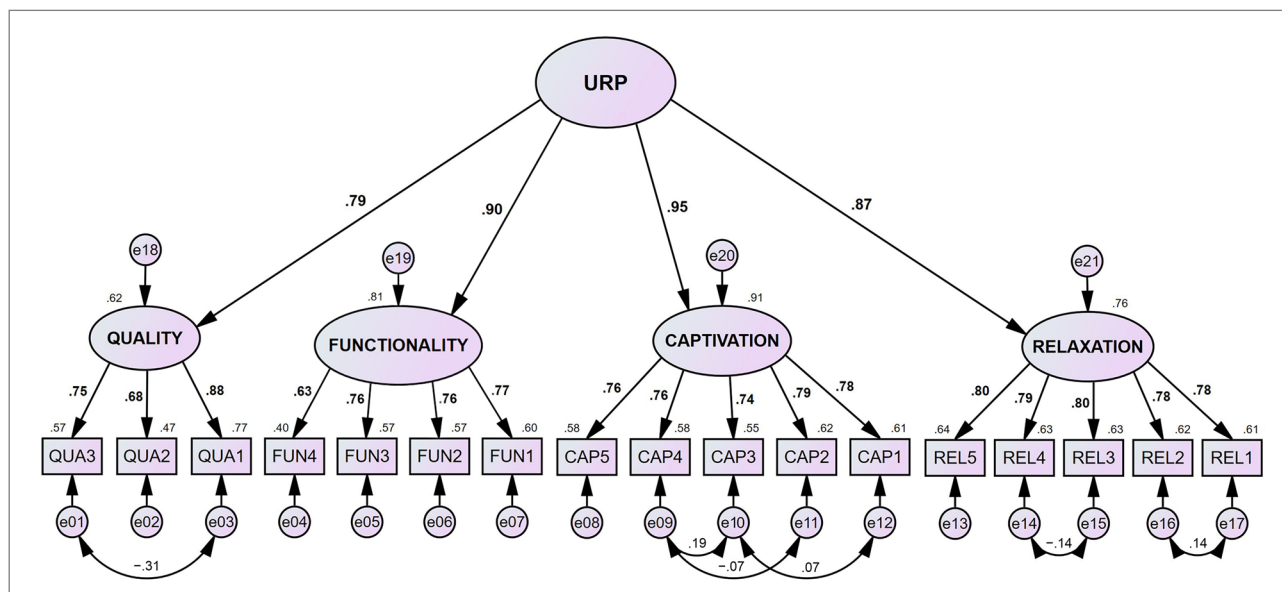 URP
.79
.90
.95
.87
e18
e19
e20
e21
.62
.81
.91
.76
QUALITY
FUNCTIONALITY
CAPTIVATION
RELAXATION
.75
.68
.88
.63
.76
.76
.77
.76
.76
.74
.79
.78
.80
.79
.80
.78
.78
.57
.47
.77
.40
.57
.57
.60
.58
.58
.55
.62
.61
.64
.63
.63
.62
.61
QUA3
QUA2
QUA1
FUN4
FUN3
FUN2
FUN1
CAP5
CAP4
CAP3
CAP2
CAP1
REL5
REL4
REL3
REL2
REL1
e01
e02
e03
e04
e05
e06
e07
e08
e09
e10
e11
e12
e13
e14
e15
e16
e17
−.31
.19
−.07
.07
−.14
.14